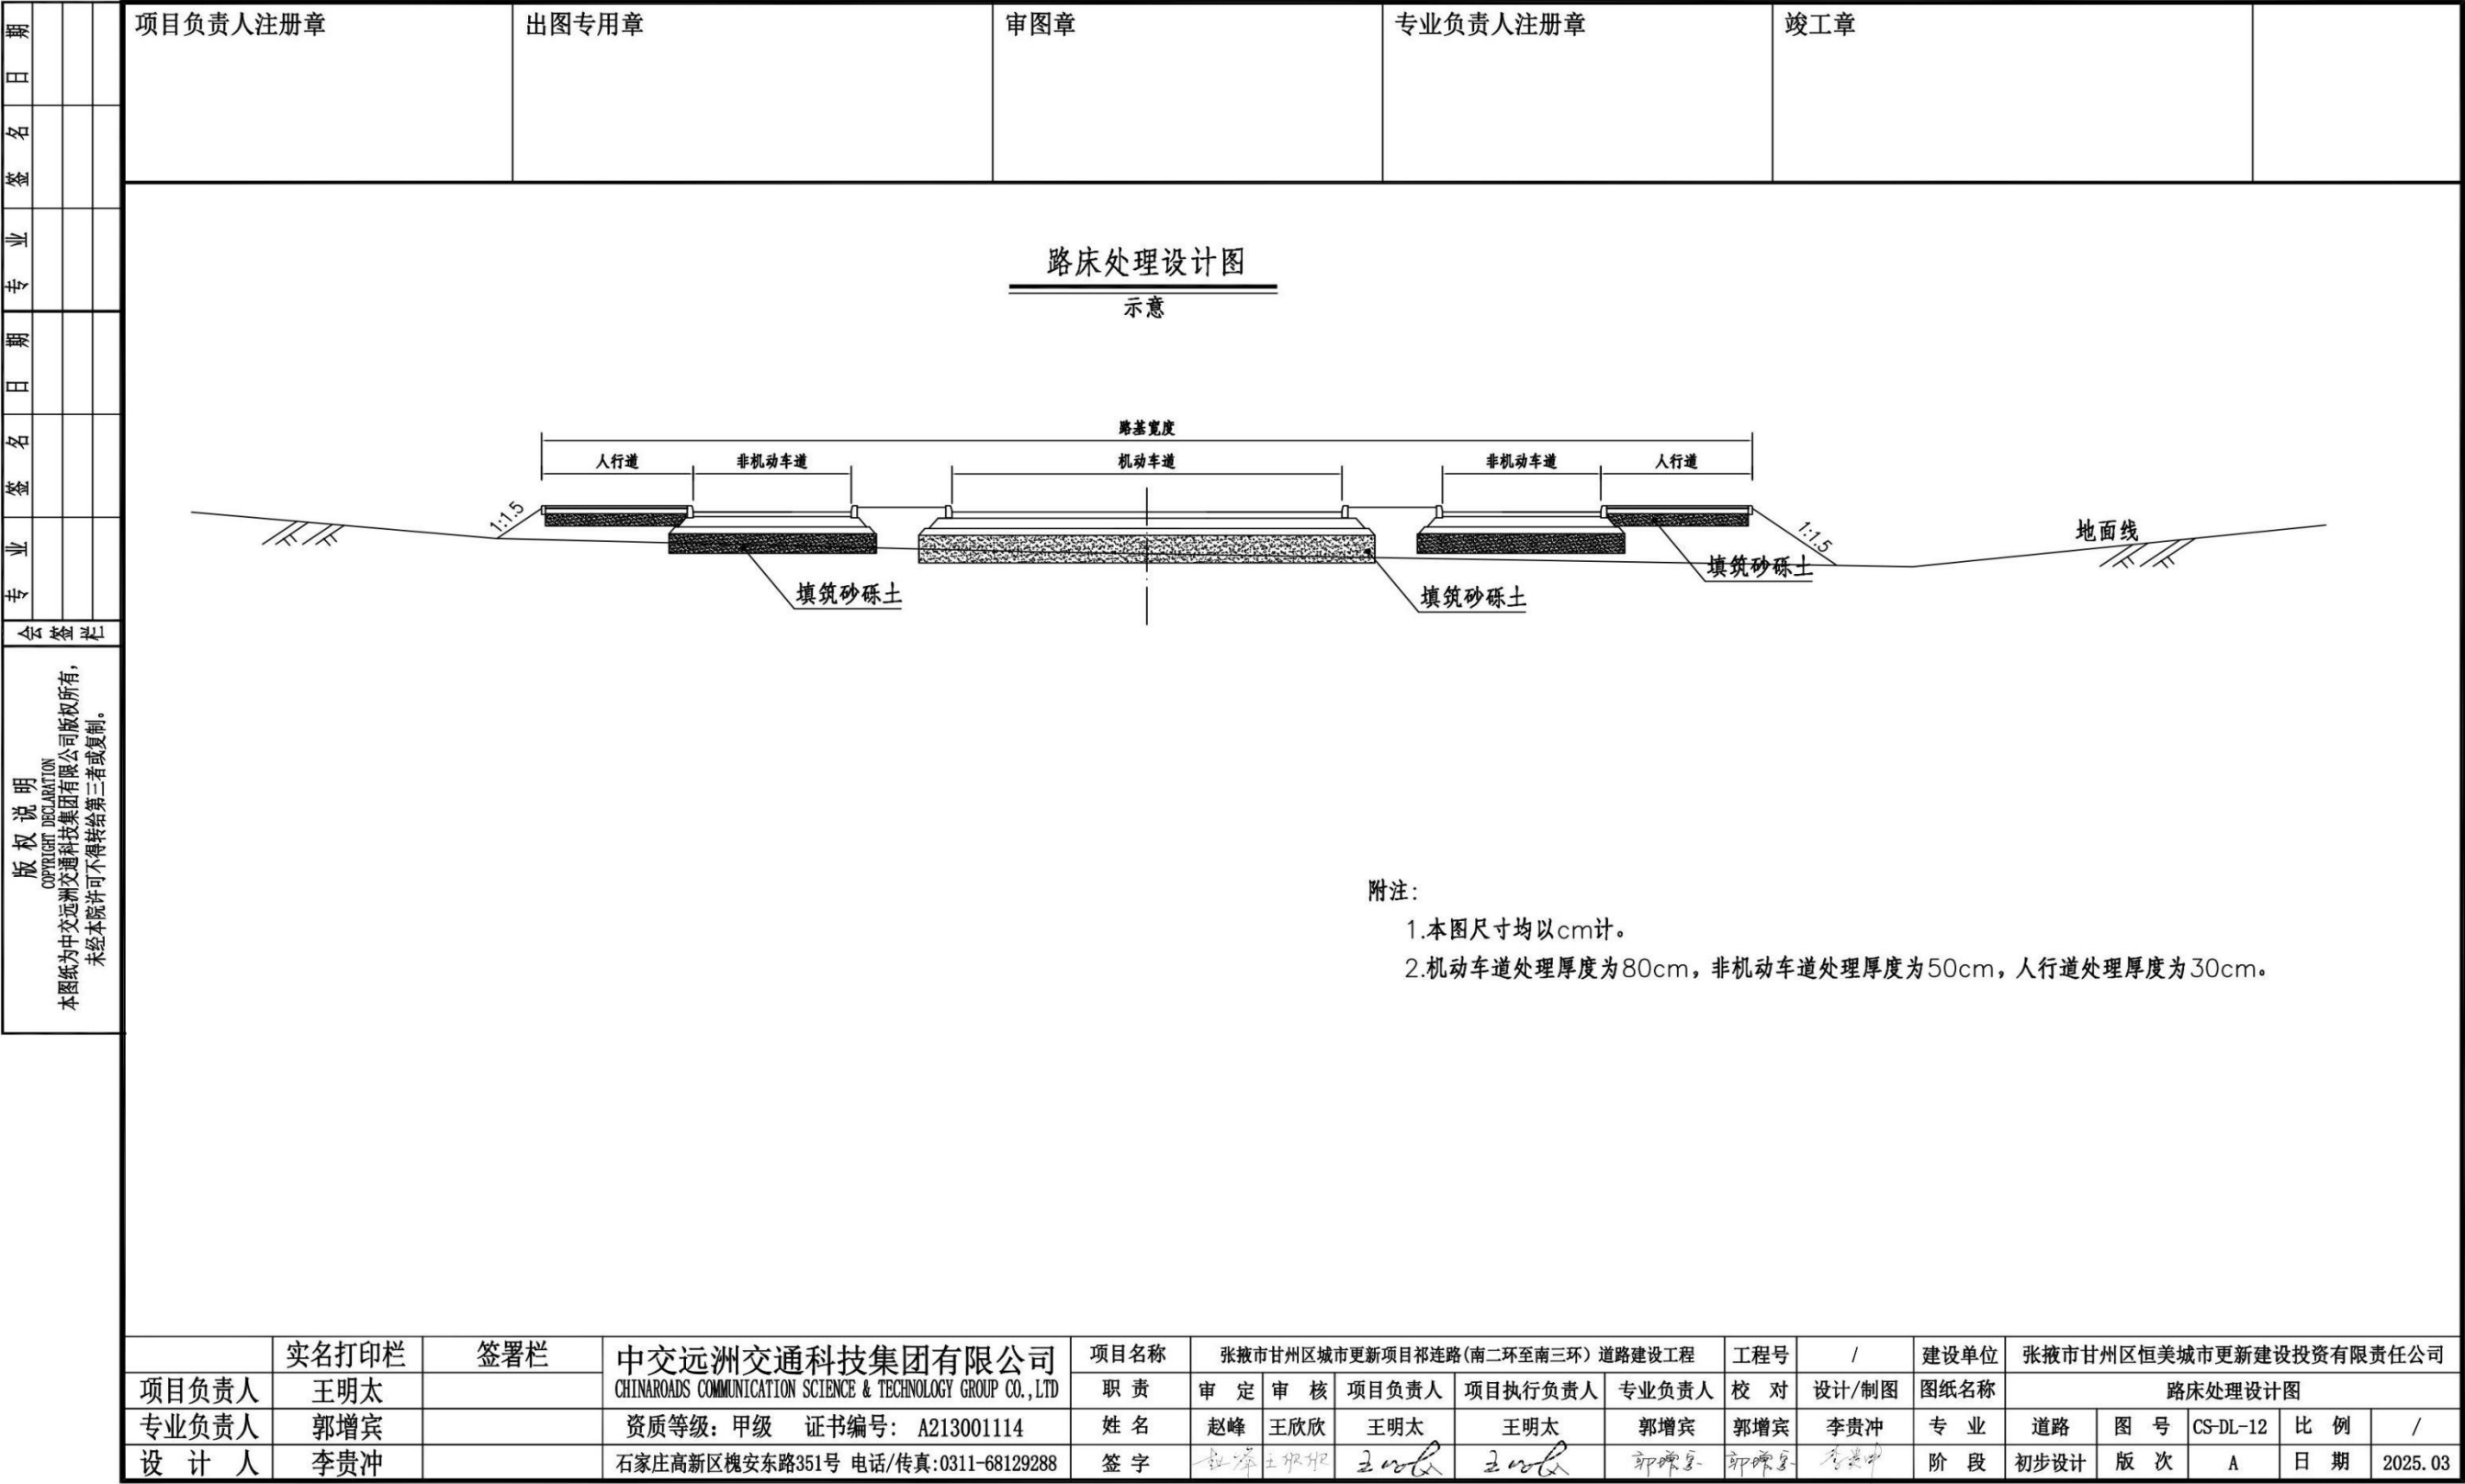 项目负责人注册章
出图专用章
审图章
专业负责人注册章
竣工章
专 业 签 名 日 期
专 业 签 名 日 期
会签栏
版权说明
COPYRIGHT DECLARATION
本图纸为中交远洲交通科技集团有限公司版权所有，
未经本院许可不得转给第三者或复制。
路床处理设计图
示意
路基宽度
人行道
非机动车道
机动车道
非机动车道
人行道
1:1.5
1:1.5
地面线
填筑砂砾土
填筑砂砾土
填筑砂砾土
附注：
1.本图尺寸均以cm计。
2.机动车道处理厚度为80cm，非机动车道处理厚度为50cm，人行道处理厚度为30cm。
实名打印栏 签署栏
项目负责人 王明太
专业负责人 郭增宾
设 计 人 李贵冲
中交远洲交通科技集团有限公司
CHINAROADS COMMUNICATION SCIENCE & TECHNOLOGY GROUP CO.,LTD
资质等级：甲级 证书编号： A213001114
石家庄高新区槐安东路351号 电话/传真:0311-68129288
项目名称 张掖市甘州区城市更新项目祁连路(南二环至南三环）道路建设工程 工程号 / 建设单位 张掖市甘州区恒美城市更新建设投资有限责任公司
职 责 审 定 审 核 项目负责人 项目执行负责人 专业负责人 校 对 设计/制图 图纸名称 路床处理设计图
姓 名 赵峰 王欣欣 王明太 王明太 郭增宾 郭增宾 李贵冲 专 业 道路 图 号 CS-DL-12 比 例 /
签 字 赵峰 王欣欣 王明太 王明太 郭增宾 郭增宾 李贵冲 阶 段 初步设计 版 次 A 日 期 2025.03